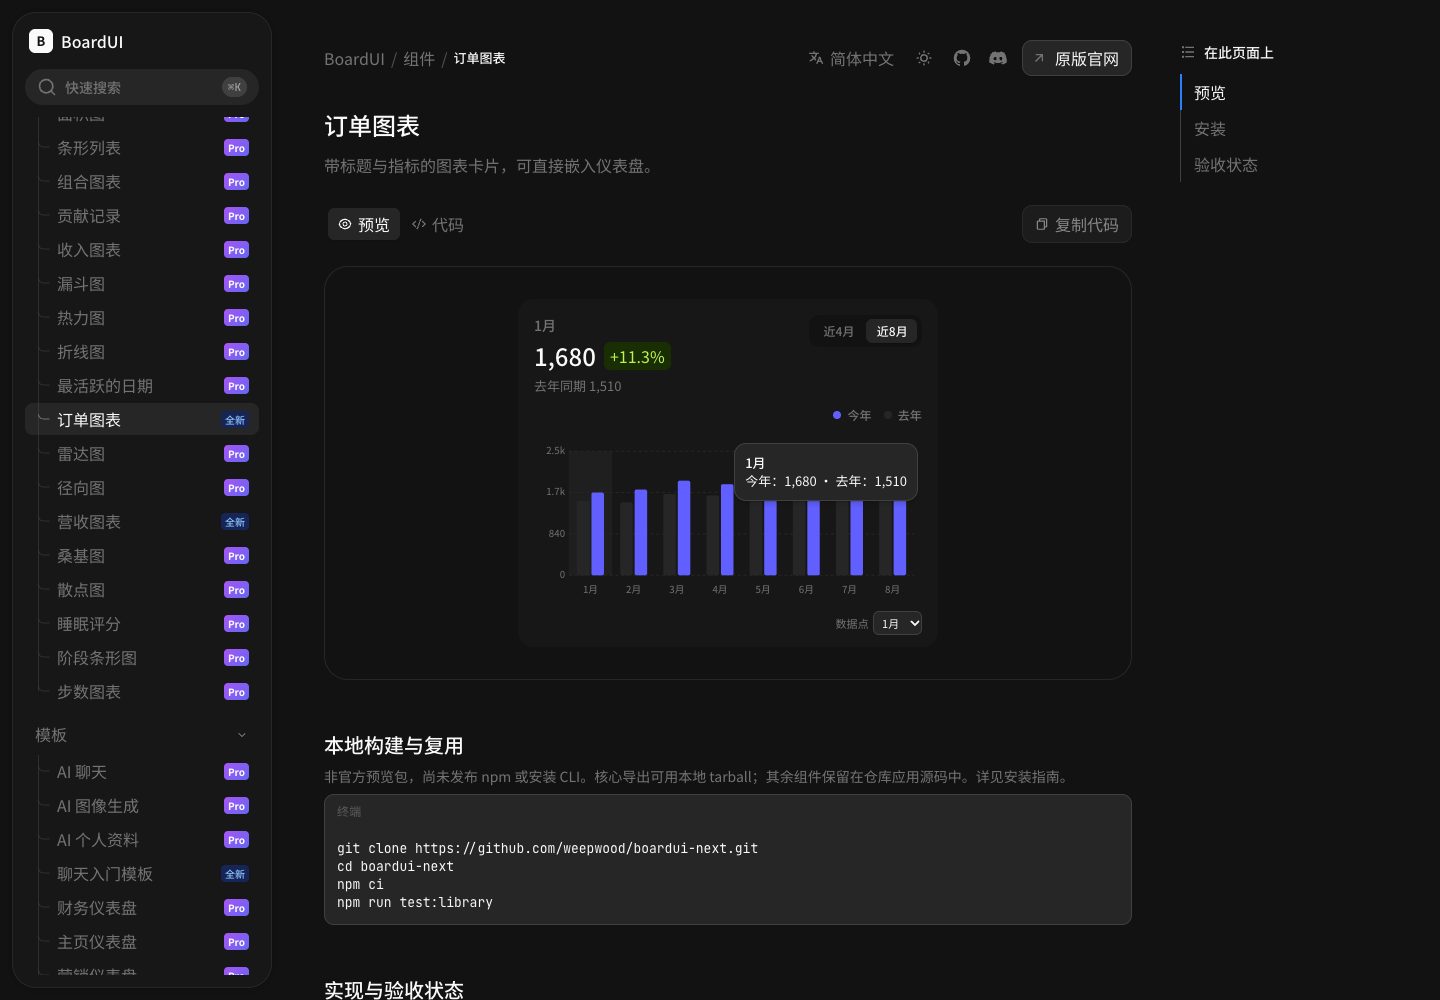 B BoardUI
快速搜索 ⌘K
条形列表 Pro
组合图表 Pro
贡献记录 Pro
收入图表 Pro
漏斗图 Pro
热力图 Pro
折线图 Pro
最活跃的日期 Pro
订单图表 全新
雷达图 Pro
径向图 Pro
营收图表 全新
桑基图 Pro
散点图 Pro
睡眠评分 Pro
阶段条形图 Pro
步数图表 Pro
模板
AI 聊天 Pro
AI 图像生成 Pro
AI 个人资料 Pro
聊天入门模板 全新
财务仪表盘 Pro
主页仪表盘 Pro
BoardUI / 组件 / 订单图表
简体中文
原版官网
订单图表
带标题与指标的图表卡片，可直接嵌入仪表盘。
预览 代码
复制代码
1月
近4月 近8月
1,680 +11.3%
去年同期 1,510
今年 去年
2.5k
1.7k
840
0
1月
今年：1,680 · 去年：1,510
1月 2月 3月 4月 5月 6月 7月 8月
数据点 1月
本地构建与复用
非官方预览包，尚未发布 npm 或安装 CLI。核心导出可用本地 tarball；其余组件保留在仓库应用源码中。详见安装指南。
终端
git clone https://github.com/weepwood/boardui-next.git
cd boardui-next
npm ci
npm run test:library
实现与验收状态
在此页面上
预览
安装
验收状态